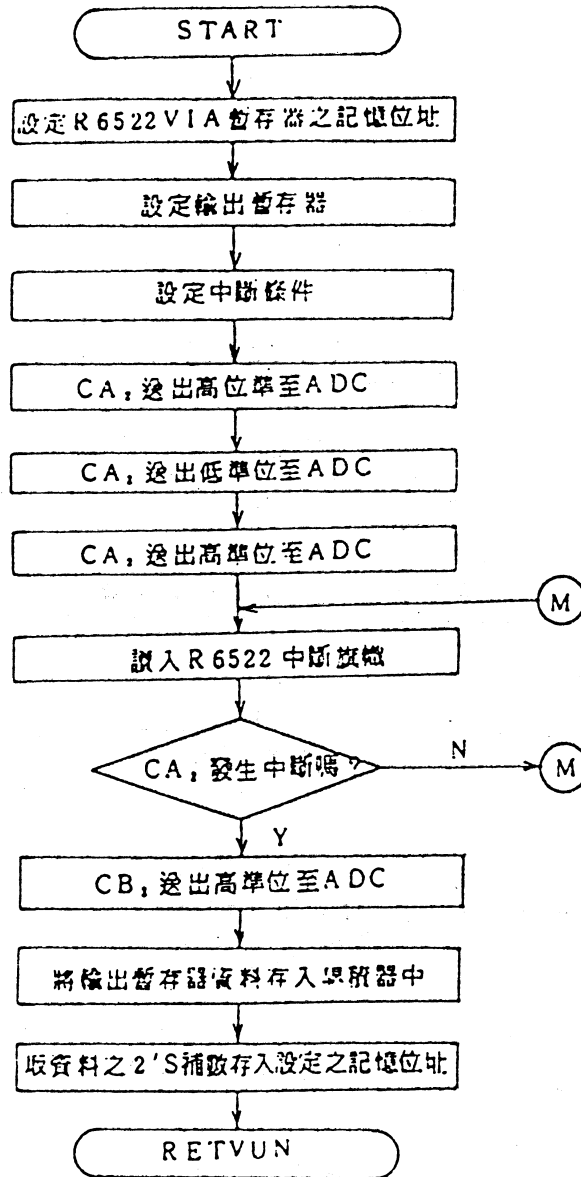 START
設定R6522VIA暫存器之記憶位址
設定輸出暫存器
設定中斷條件
CA₂送出高位準至ADC
CA₂送出低準位至ADC
CA₂送出高準位至ADC
M
讀入R6522中斷旗幟
CA₂發生中斷嗎?
N
M
Y
CB₂送出高準位至ADC
將輸出暫存器資料存入累積器中
取資料之2'S補數存入設定之記憶位址
RETVUN